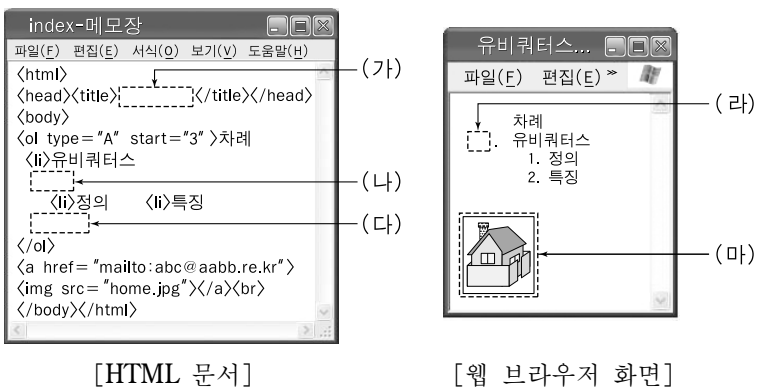 index-메모장
파일(F) 편집(E) 서식(O) 보기(V) 도움말(H)
<html>
<head><title></title></head>
<body>
<ol type="A" start="3" >차례
<li>유비쿼터스
<li>정의 <li>특징
</ol>
<a href="mailto:abc@aabb.re.kr">
<img src="home.jpg"></a><br>
</body></html>
(가)
(나)
(다)
[HTML 문서]
유비쿼터스...
파일(F) 편집(E) »
차례
. 유비쿼터스
1. 정의
2. 특징
(라)
(마)
[웹 브라우저 화면]